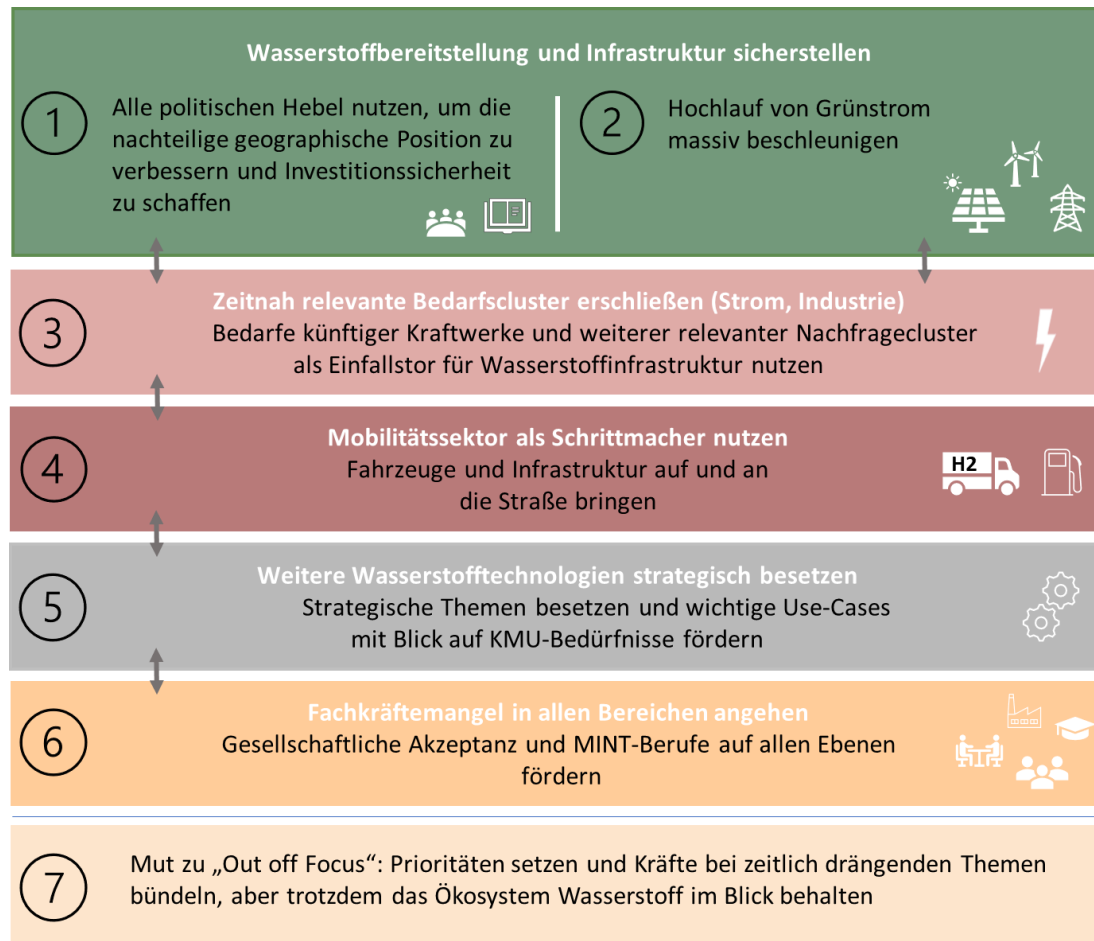 Wasserstoffbereitstellung und Infrastruktur sicherstellen
1
Alle politischen Hebel nutzen, um die
nachteilige geographische Position zu
verbessern und Investitionssicherheit
zu schaffen
2
Hochlauf von Grünstrom
massiv beschleunigen
3
Zeitnah relevante Bedarfscluster erschließen (Strom, Industrie)
Bedarfe künftiger Kraftwerke und weiterer relevanter Nachfragecluster
als Einfallstor für Wasserstoffinfrastruktur nutzen
4
Mobilitätssektor als Schrittmacher nutzen
Fahrzeuge und Infrastruktur auf und an
die Straße bringen
H2
5
Weitere Wasserstofftechnologien strategisch besetzen
Strategische Themen besetzen und wichtige Use-Cases
mit Blick auf KMU-Bedürfnisse fördern
6
Fachkräftemangel in allen Bereichen angehen
Gesellschaftliche Akzeptanz und MINT-Berufe auf allen Ebenen
fördern
7
Mut zu „Out off Focus“: Prioritäten setzen und Kräfte bei zeitlich drängenden Themen
bündeln, aber trotzdem das Ökosystem Wasserstoff im Blick behalten